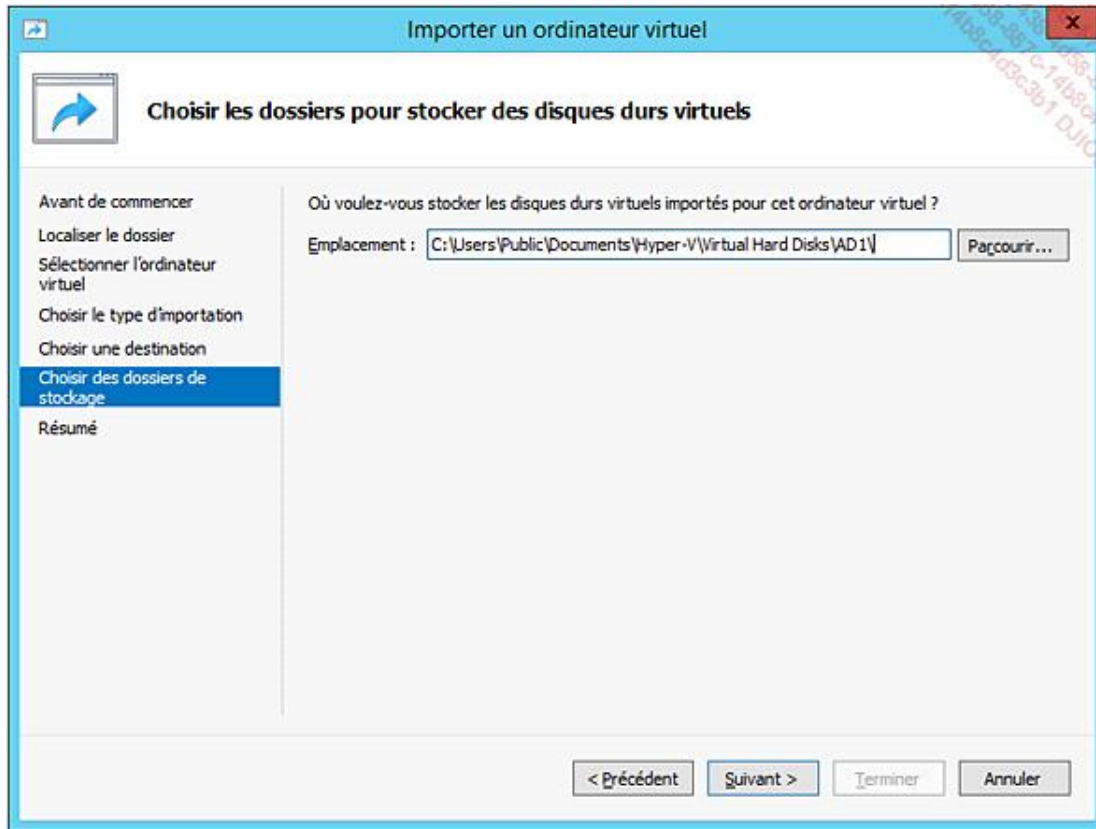 Importer un ordinateur virtuel
x
Choisir les dossiers pour stocker des disques durs virtuels
Avant de commencer
Localiser le dossier
Sélectionner l'ordinateur
virtuel
Choisir le type d'importation
Choisir une destination
Choisir des dossiers de
stockage
Résumé
Où voulez-vous stocker les disques durs virtuels importés pour cet ordinateur virtuel ?
Emplacement : C:\Users\Public\Documents\Hyper-V\Virtual Hard Disks\AD1\ Parcourir...
< Précédent Suivant > Terminer Annuler